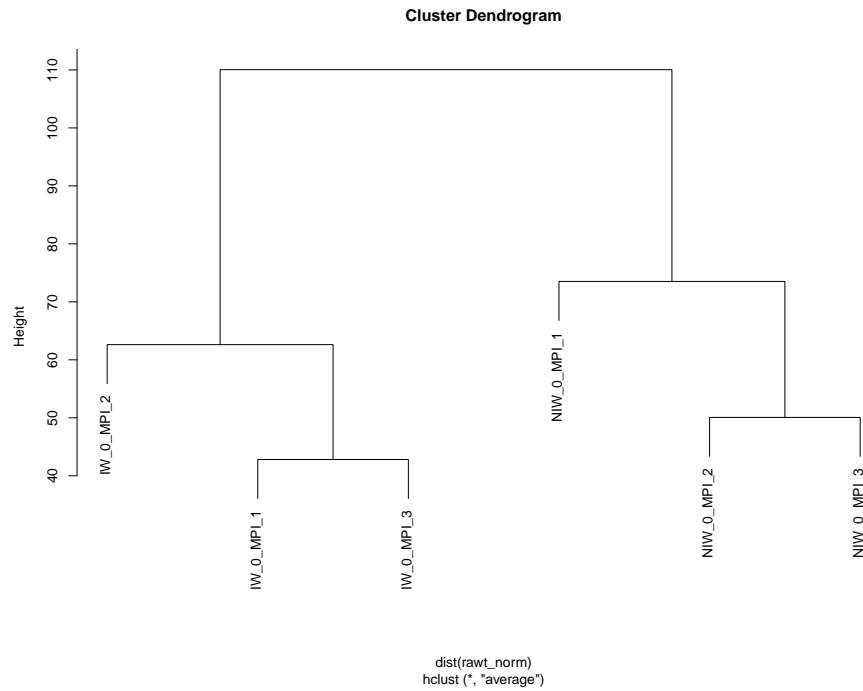 Cluster Dendrogram
Height
110
100
90
80
70
60
50
40
IW_0_MPI_2
IW_0_MPI_1
IW_0_MPI_3
NIW_0_MPI_1
NIW_0_MPI_2
NIW_0_MPI_3
dist(rawt_norm)
hclust (*, "average")